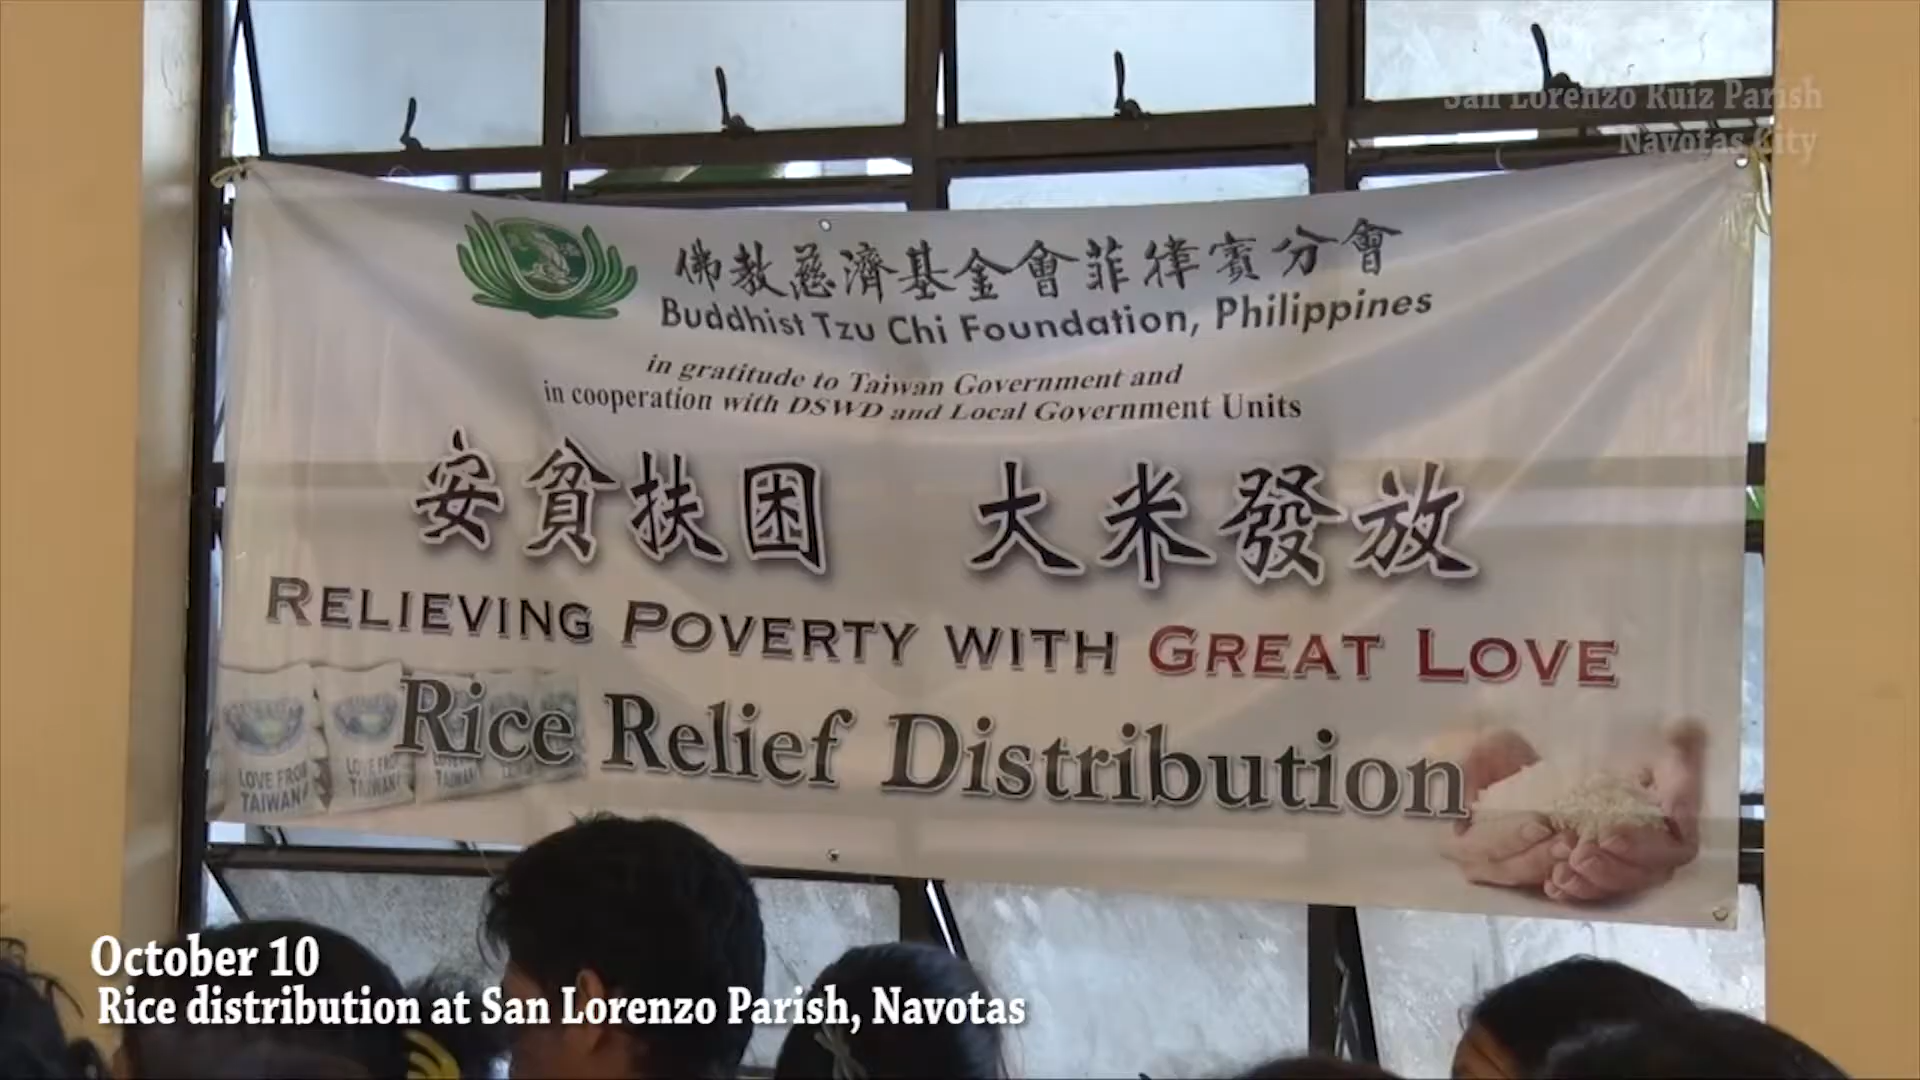 San Lorenzo Ruiz Parish
Navotas City
佛教慈濟基金會菲律賓分會
Buddhist Tzu Chi Foundation, Philippines
in gratitude to Taiwan Government and
in cooperation with DSWD and Local Government Units
安貧扶困 大米發放
RELIEVING POVERTY WITH GREAT LOVE
Rice Relief Distribution
LOVE FROM
TAIWAN
LOVE FROM
TAIWAN
October 10
Rice distribution at San Lorenzo Parish, Navotas